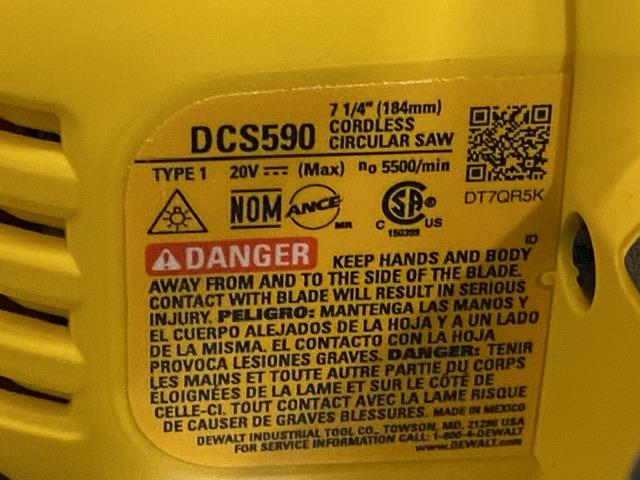 7 1/4" (184mm)
DCS590 CORDLESS
CIRCULAR SAW
TYPE 1 20V ⎓ (Max) no 5500/min
NOM ANCE MR
C SA® US
150399
DT7QR5K
ID
DANGER KEEP HANDS AND BODY
AWAY FROM AND TO THE SIDE OF THE BLADE.
CONTACT WITH BLADE WILL RESULT IN SERIOUS
INJURY. PELIGRO: MANTENGA LAS MANOS Y
EL CUERPO ALEJADOS DE LA HOJA Y A UN LADO
DE LA MISMA. EL CONTACTO CON LA HOJA
PROVOCA LESIONES GRAVES. DANGER: TENIR
LES MAINS ET TOUTE AUTRE PARTIE DU CORPS
ÉLOIGNÉES DE LA LAME ET SUR LE CÔTÉ DE
CELLE-CI. TOUT CONTACT AVEC LA LAME RISQUE
DE CAUSER DE GRAVES BLESSURES. MADE IN MEXICO
DEWALT INDUSTRIAL TOOL CO., TOWSON, MD. 21286 USA
FOR SERVICE INFORMATION CALL: 1-800-4-DEWALT
www.DEWALT.com